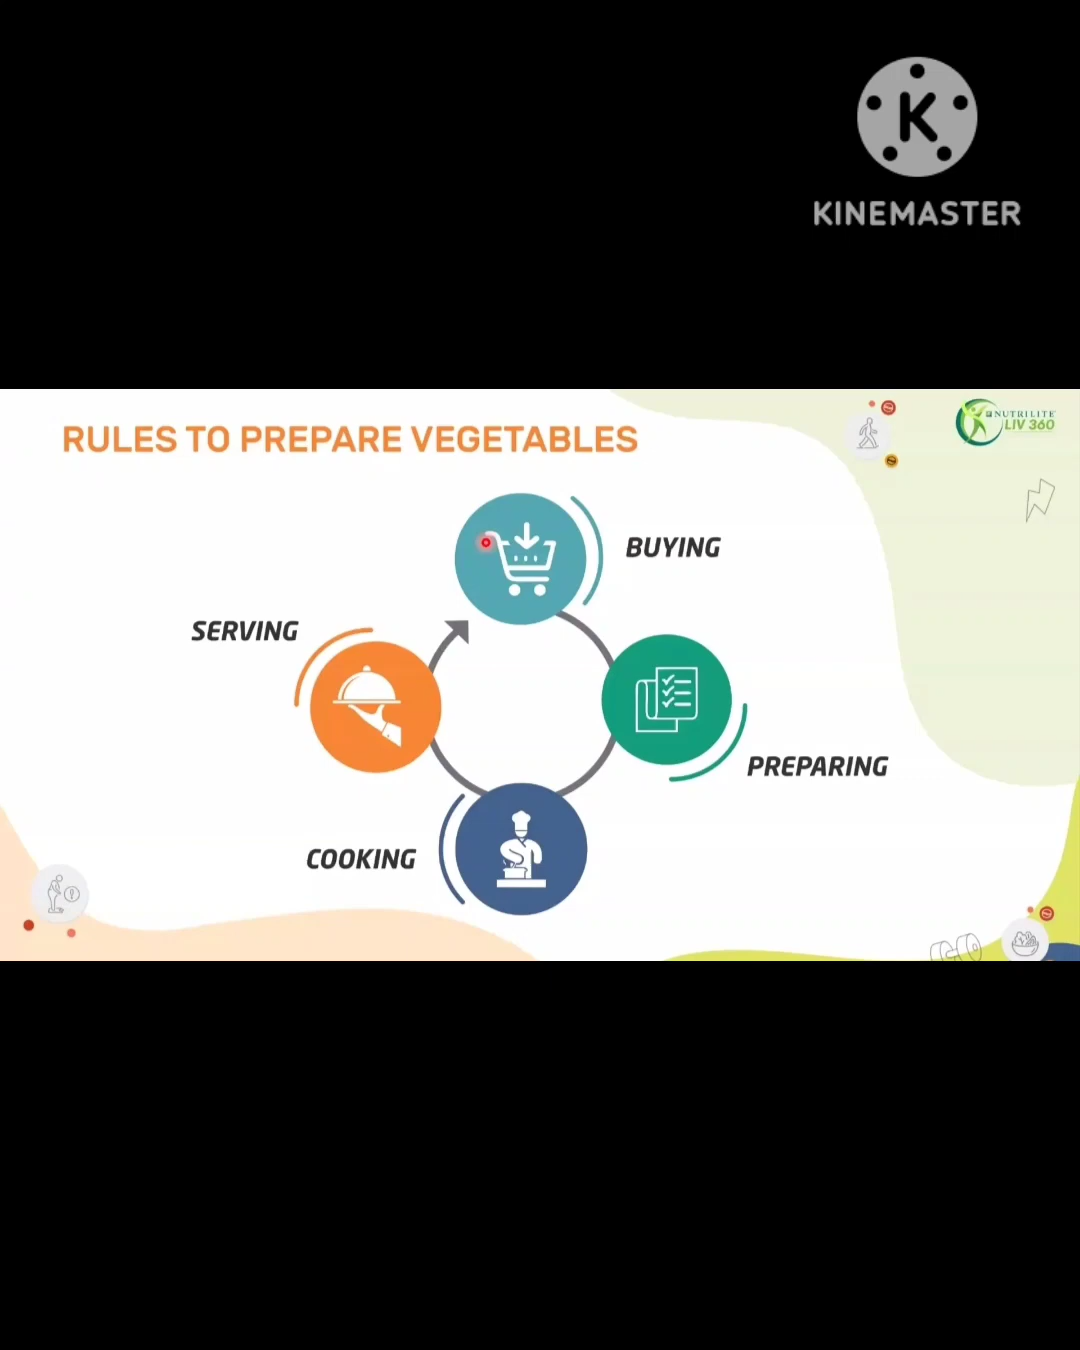 K
KINEMASTER
RULES TO PREPARE VEGETABLES
NUTRILITE
LIV 360
BUYING
SERVING
PREPARING
COOKING